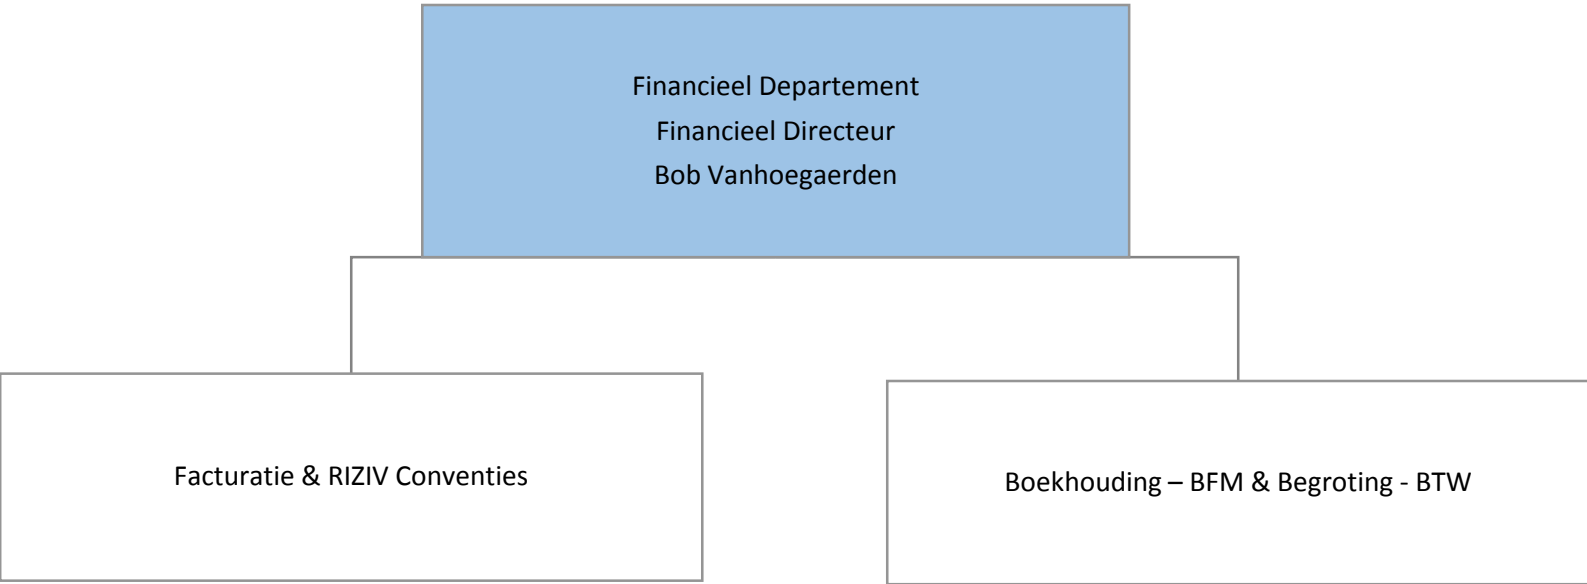 Financieel Departement
Financieel Directeur
Bob Vanhoegaerden
Facturatie & RIZIV Conventies
Boekhouding – BFM & Begroting - BTW